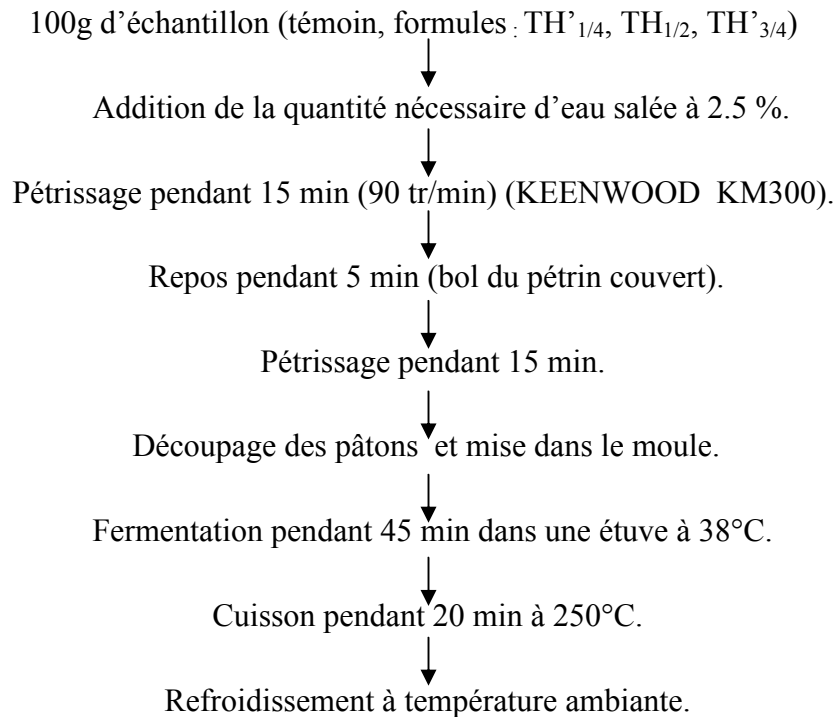 100g d’échantillon (témoin, formules : TH’1/4, TH1/2, TH’3/4)
Addition de la quantité nécessaire d’eau salée à 2.5 %.
Pétrissage pendant 15 min (90 tr/min) (KEENWOOD KM300).
Repos pendant 5 min (bol du pétrin couvert).
Pétrissage pendant 15 min.
Découpage des pâtons et mise dans le moule.
Fermentation pendant 45 min dans une étuve à 38°C.
Cuisson pendant 20 min à 250°C.
Refroidissement à température ambiante.